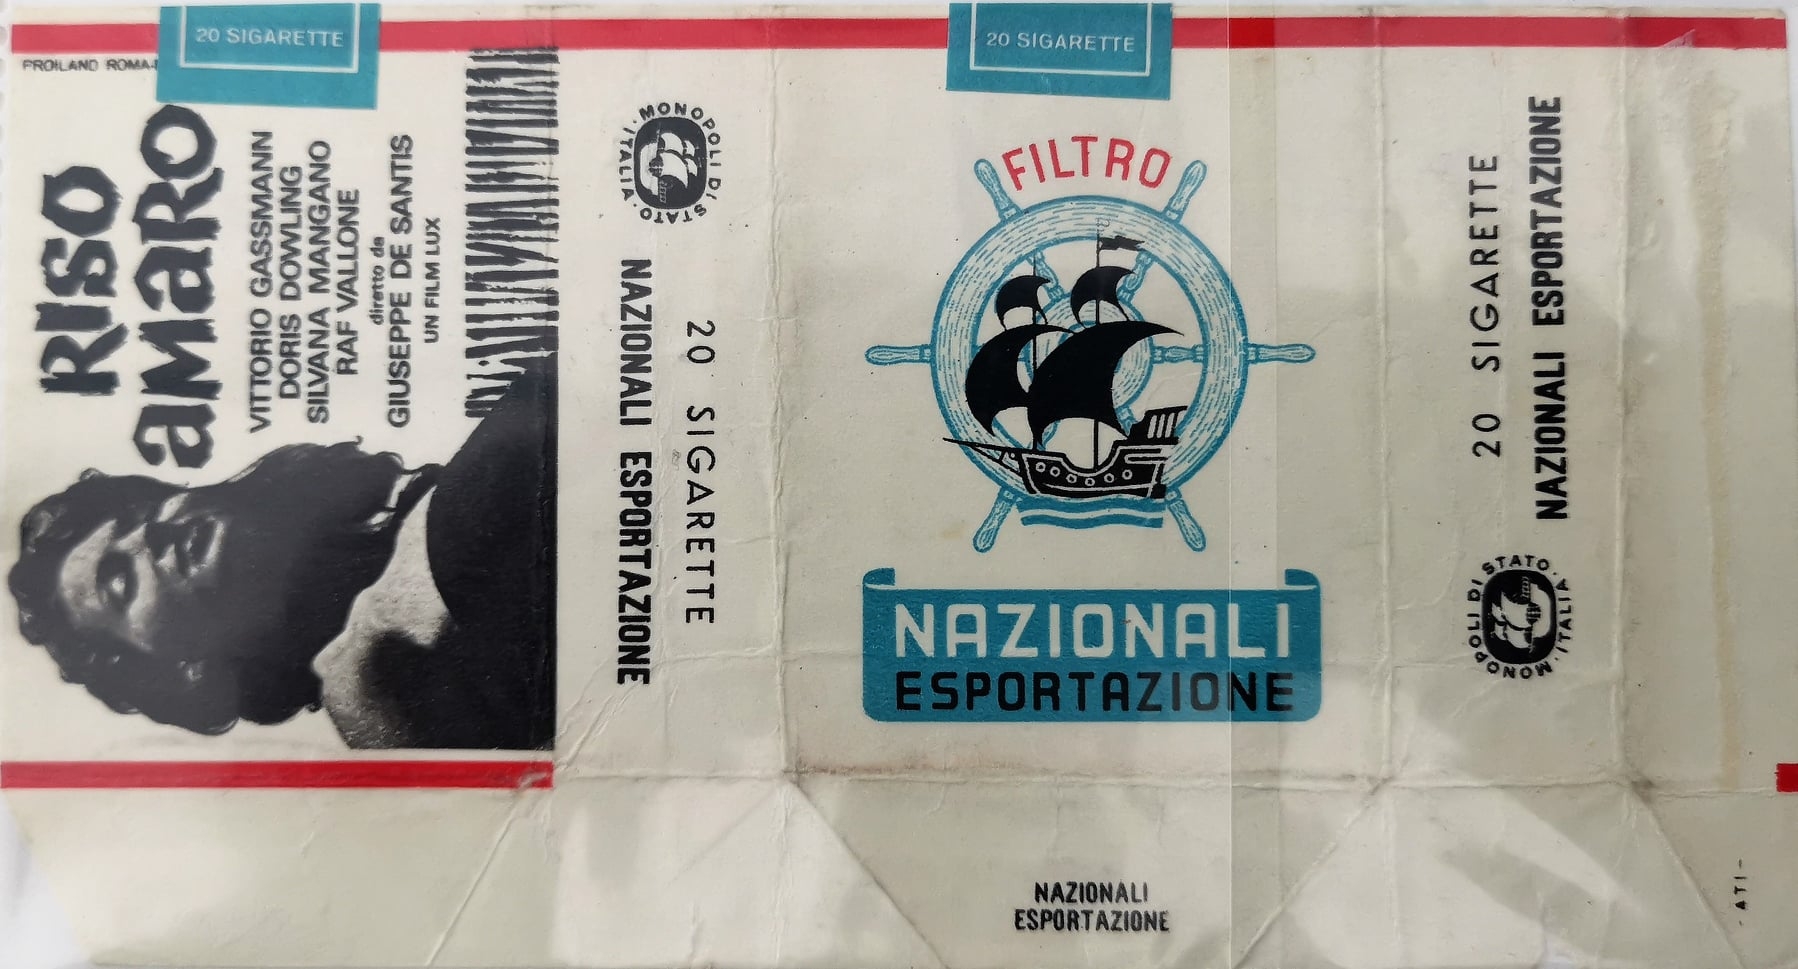 20 SIGARETTE
PROILAND ROMA
RISO
aMaRO
VITTORIO GASSMANN
DORIS DOWLING
SILVANA MANGANO
RAF VALLONE
diretto da
GIUSEPPE DE SANTIS
UN FILM LUX
MONOPOLI DI STATO · ITALIA ·
NAZIONALI ESPORTAZIONE
20 SIGARETTE
20 SIGARETTE
FILTRO
NAZIONALI
ESPORTAZIONE
NAZIONALI
ESPORTAZIONE
20 SIGARETTE
NAZIONALI ESPORTAZIONE
MONOPOLI DI STATO · ITALIA ·
- ATI -